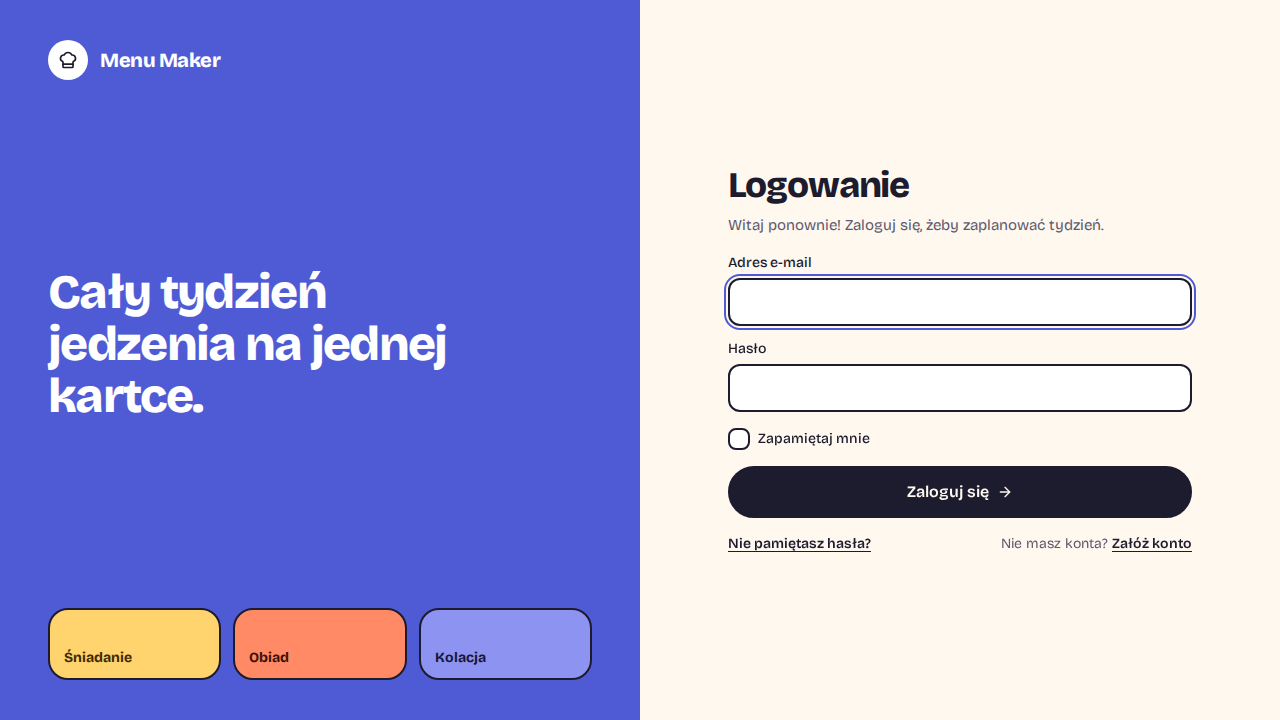 Menu Maker
Cały tydzień
jedzenia na jednej
kartce.
Śniadanie
Obiad
Kolacja
Logowanie
Witaj ponownie! Zaloguj się, żeby zaplanować tydzień.
Adres e-mail
Hasło
Zapamiętaj mnie
Zaloguj się →
Nie pamiętasz hasła?
Nie masz konta? Załóż konto